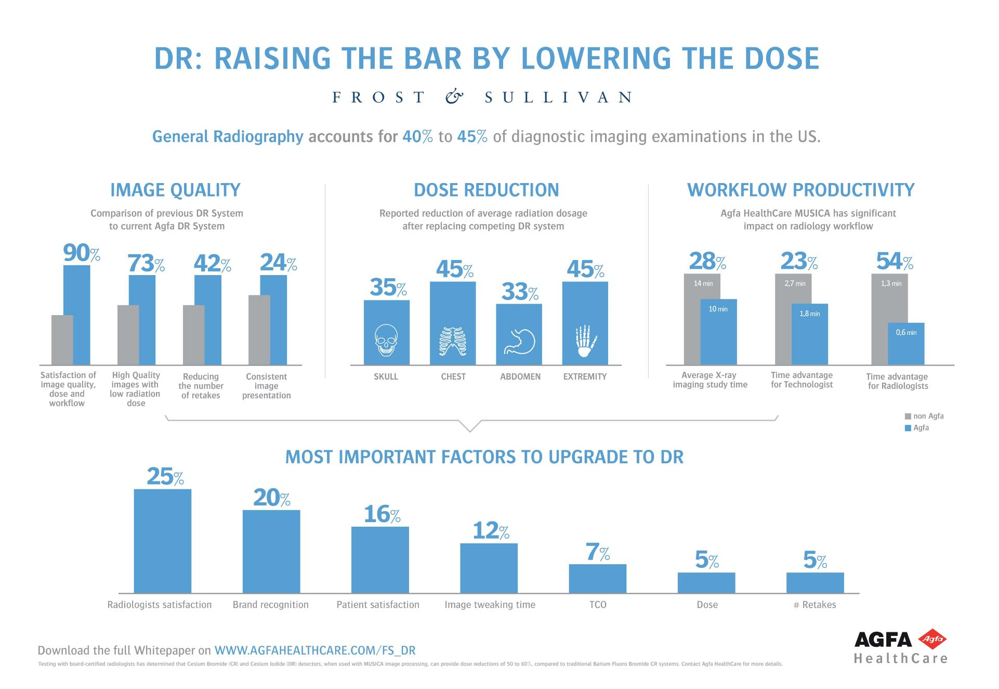 DR: RAISING THE BAR BY LOWERING THE DOSE
FROST & SULLIVAN
General Radiography accounts for 40% to 45% of diagnostic imaging examinations in the US.
IMAGE QUALITY
Comparison of previous DR System
to current Agfa DR System
90%
73%
42%
24%
Satisfaction of
image quality,
dose and
workflow
High Quality
images with
low radiation
dose
Reducing
the number
of retakes
Consistent
image
presentation
DOSE REDUCTION
Reported reduction of average radiation dosage
after replacing competing DR system
35%
45%
33%
45%
SKULL
CHEST
ABDOMEN
EXTREMITY
WORKFLOW PRODUCTIVITY
Agfa HealthCare MUSICA has significant
impact on radiology workflow
28%
23%
54%
14 min
10 min
2,7 min
1,8 min
1,3 min
0,6 min
Average X-ray
imaging study time
Time advantage
for Technologist
Time advantage
for Radiologists
non Agfa
Agfa
MOST IMPORTANT FACTORS TO UPGRADE TO DR
25%
20%
16%
12%
7%
5%
5%
Radiologists satisfaction
Brand recognition
Patient satisfaction
Image tweaking time
TCO
Dose
# Retakes
Download the full Whitepaper on WWW.AGFAHEALTHCARE.COM/FS_DR
Testing with board-certified radiologists has determined that Cesium Bromide (CR) and Cesium Iodide (DR) detectors, when used with MUSICA image processing, can provide dose reductions of 50 to 60%, compared to traditional Barium Fluoro Bromide CR systems. Contact Agfa HealthCare for more details.
AGFA
Agfa
HealthCare